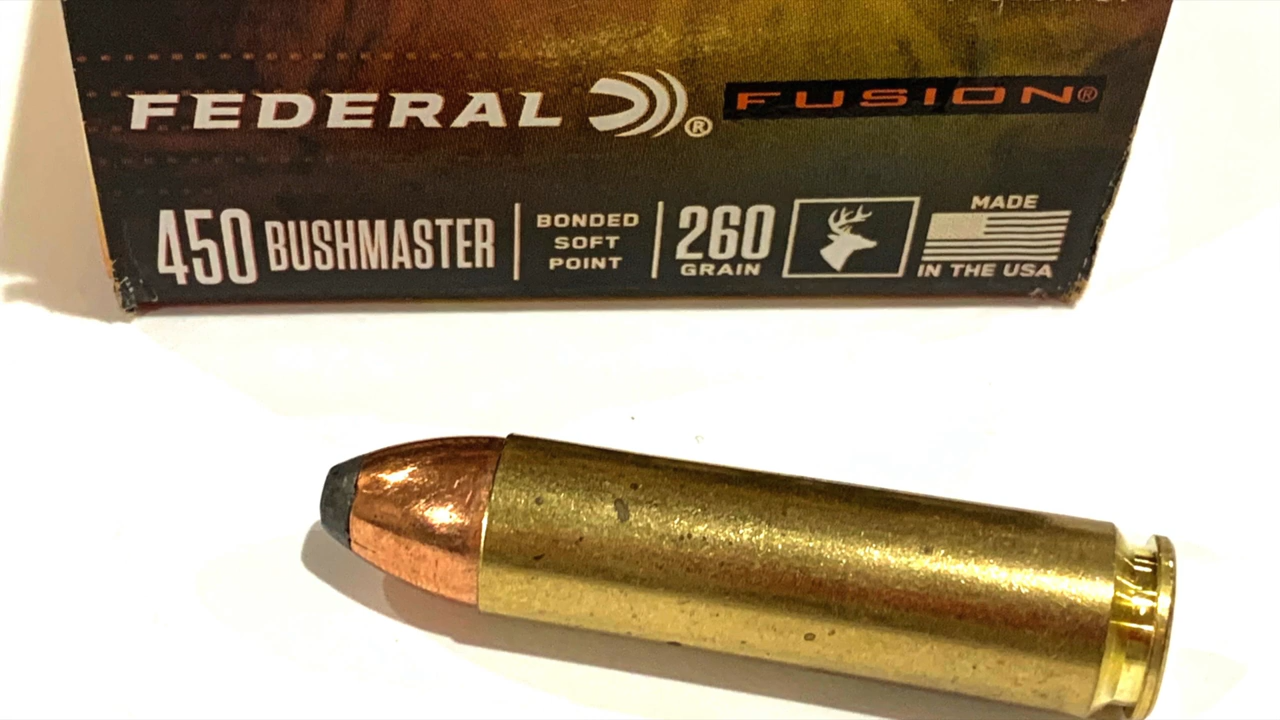 FEDERAL ® FUSION®
450 BUSHMASTER
BONDED
SOFT
POINT
260
GRAIN
MADE
IN THE USA